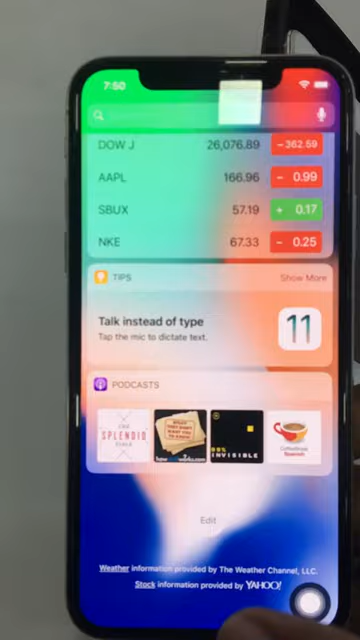 7:50
DOW J 26,076.89 −362.59
AAPL 166.96 − 0.99
SBUX 57.19 + 0.17
NKE 67.33 − 0.25
TIPS Show More
Talk instead of type
Tap the mic to dictate text.
11
PODCASTS
THE SPLENDID TABLE
99% INVISIBLE
Coffee Break
Spanish
Edit
Weather information provided by The Weather Channel, LLC.
Stock information provided by YAHOO!